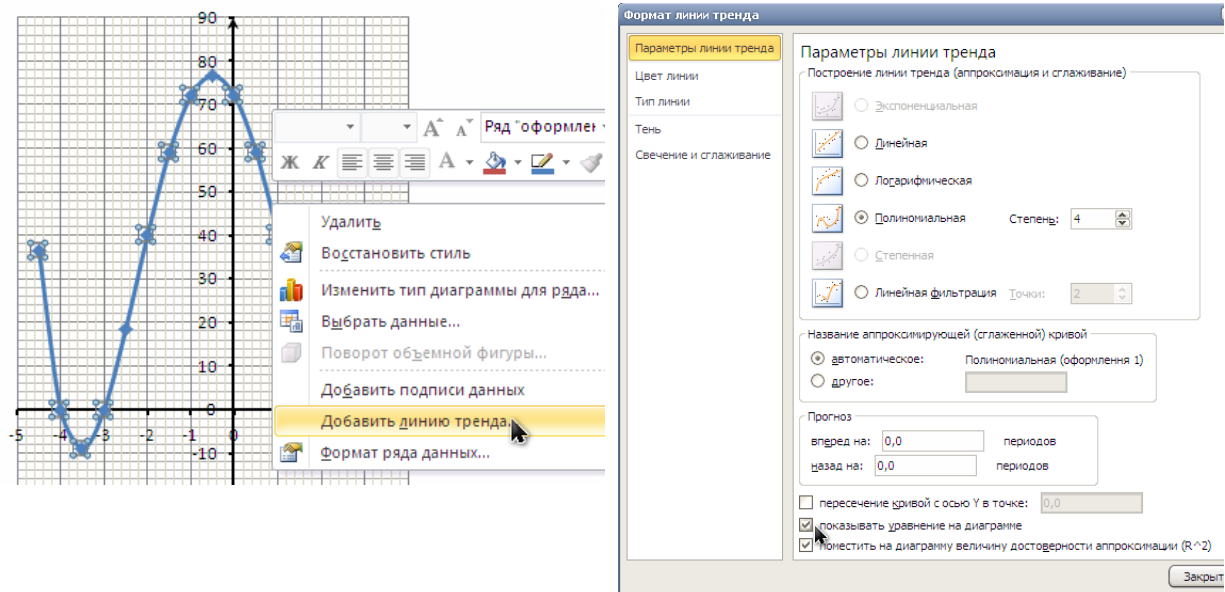 90
80
70
60
50
40
30
20
10
0
-10
-5 -4 -3 -2 -1 0
Ряд "оформлен
Ж К A
Удалить
Восстановить стиль
Изменить тип диаграммы для ряда...
Выбрать данные...
Поворот объемной фигуры...
Добавить подписи данных
Добавить линию тренда
Формат ряда данных...
Формат линии тренда
Параметры линии тренда
Цвет линии
Тип линии
Тень
Свечение и сглаживание
Параметры линии тренда
Построение линии тренда (аппроксимация и сглаживание)
Экспоненциальная
Линейная
Логарифмическая
Полиномиальная Степень: 4
Степенная
Линейная фильтрация Точки: 2
Название аппроксимирующей (сглаженной) кривой
автоматическое: Полиномиальная (оформлення 1)
другое:
Прогноз
вперед на: 0,0 периодов
назад на: 0,0 периодов
пересечение кривой с осью Y в точке: 0,0
показывать уравнение на диаграмме
поместить на диаграмму величину достоверности аппроксимации (R^2)
Закрыт